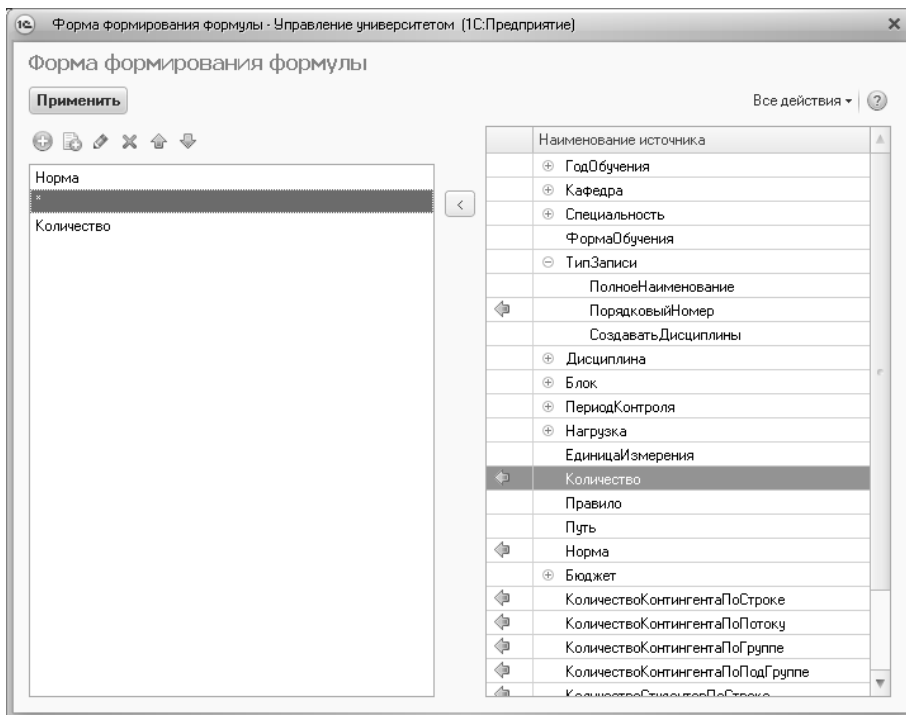 Форма формирования формулы - Управление университетом (1С:Предприятие)
Форма формирования формулы
Применить
Все действия
?
Норма
*
Количество
<
Наименование источника
ГодОбучения
Кафедра
Специальность
ФормаОбучения
ТипЗаписи
ПолноеНаименование
ПорядковыйНомер
СоздаватьДисциплины
Дисциплина
Блок
ПериодКонтроля
Нагрузка
ЕдиницаИзмерения
Количество
Правило
Путь
Норма
Бюджет
КоличествоКонтингентаПоСтроке
КоличествоКонтингентаПоПотоку
КоличествоКонтингентаПоГруппе
КоличествоКонтингентаПоПодГруппе
КоличествоСтудентовПоСтроке